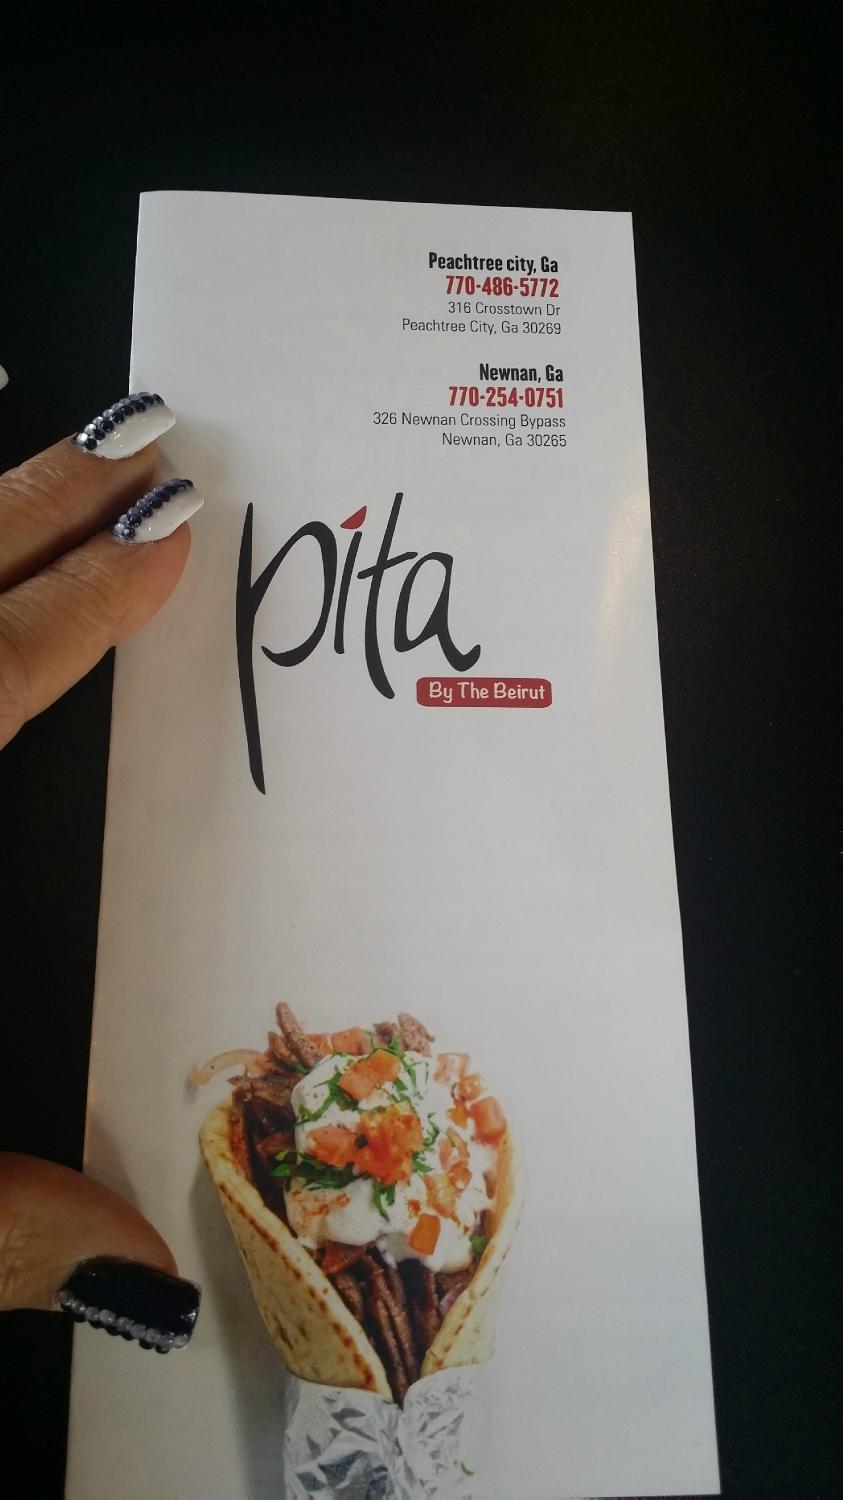 Peachtree city, Ga
770-486-5772
316 Crosstown Dr
Peachtree City, Ga 30269
Newnan, Ga
770-254-0751
326 Newnan Crossing Bypass
Newnan, Ga 30265
pita
By The Beirut